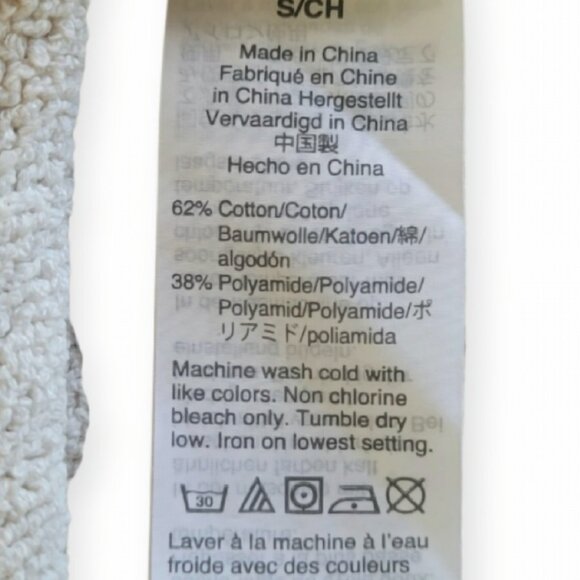 S/CH
Made in China
Fabriqué en Chine
in China Hergestellt
Vervaardigd in China
中国製
Hecho en China
62% Cotton/Coton/
Baumwolle/Katoen/綿/
algodón
38% Polyamide/Polyamide/
Polyamid/Polyamide/ポ
リアミド/poliamida
Machine wash cold with
like colors. Non chlorine
bleach only. Tumble dry
low. Iron on lowest setting.
30
Laver à la machine à l'eau
froide avec des couleurs